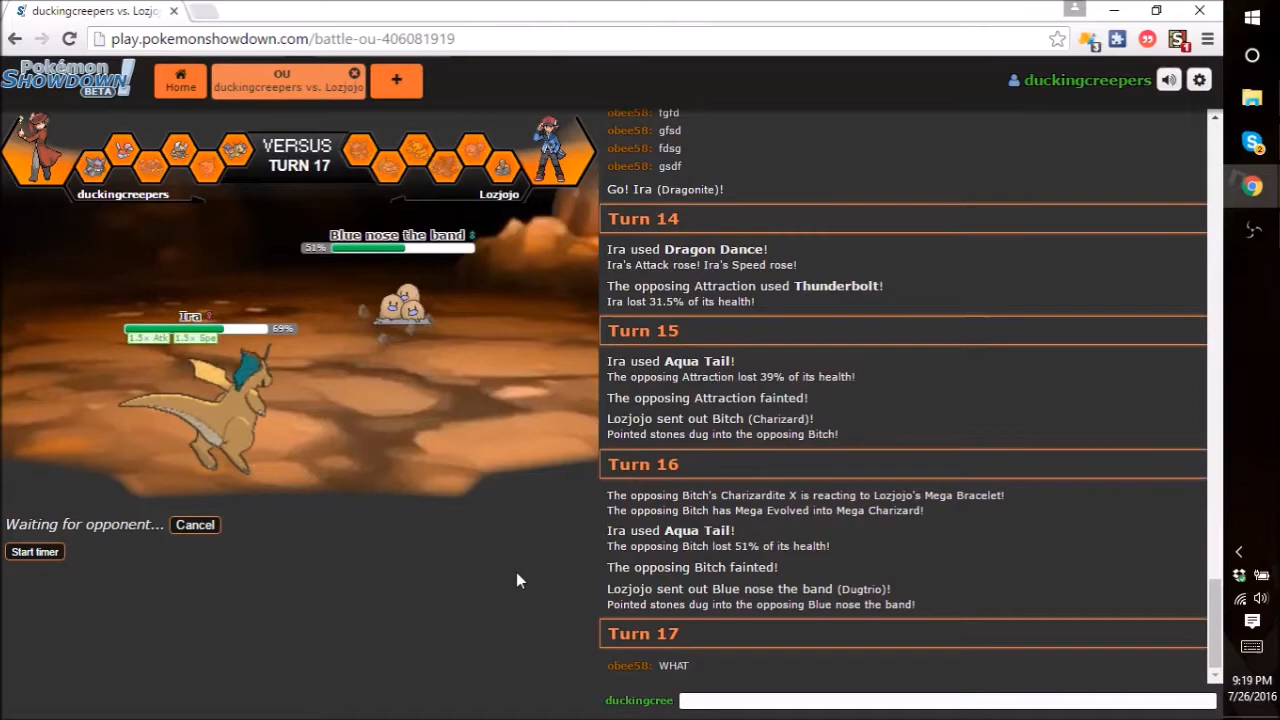 duckingcreepers vs. Lozjo
play.pokemonshowdown.com/battle-ou-406081919
3
1
Pokémon
SHOWDOWN!
BETA
Home
OU
duckingcreepers vs. Lozjojo
+
duckingcreepers
VERSUS
TURN 17
duckingcreepers
Lozjojo
Blue nose the band
51%
Ira
69%
1.5× Atk 1.5× Spe
Waiting for opponent... Cancel
Start timer
obee58: fgfd
obee58: gfsd
obee58: fdsg
obee58: gsdf
Go! Ira (Dragonite)!
Turn 14
Ira used Dragon Dance!
Ira's Attack rose! Ira's Speed rose!
The opposing Attraction used Thunderbolt!
Ira lost 31.5% of its health!
Turn 15
Ira used Aqua Tail!
The opposing Attraction lost 39% of its health!
The opposing Attraction fainted!
Lozjojo sent out Bitch (Charizard)!
Pointed stones dug into the opposing Bitch!
Turn 16
The opposing Bitch's Charizardite X is reacting to Lozjojo's Mega Bracelet!
The opposing Bitch has Mega Evolved into Mega Charizard!
Ira used Aqua Tail!
The opposing Bitch lost 51% of its health!
The opposing Bitch fainted!
Lozjojo sent out Blue nose the band (Dugtrio)!
Pointed stones dug into the opposing Blue nose the band!
Turn 17
obee58: WHAT
duckingcree
2
9:19 PM
7/26/2016